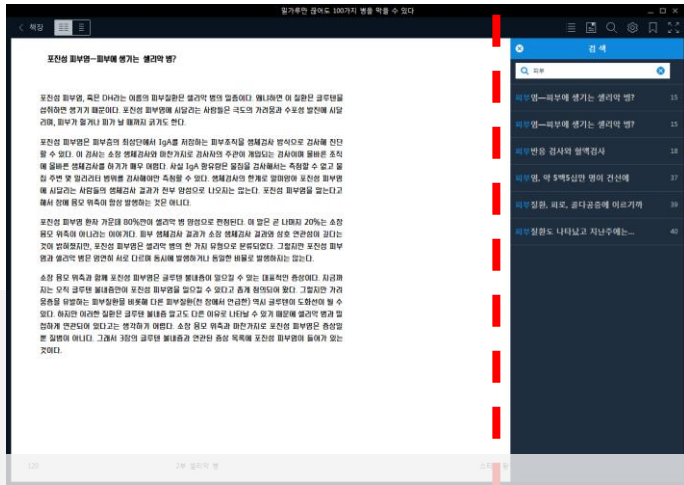 밀가루만 끊어도 100가지 병을 막을 수 있다
책장
검 색
피부
포진성 피부염—피부에 생기는 셀리악 병?
포진성 피부염, 혹은 DH라는 이름의 피부질환은 셀리악 병의 일종이다. 왜냐하면 이 질환은 글루텐을
섭취하면 생기기 때문이다. 포진성 피부염에 시달리는 사람들은 극도의 가려움과 수포성 발진에 시달
리며, 피부가 헐거나 피가 날 때까지 긁기도 한다.
포진성 피부염은 피부층의 최상단에서 IgA를 저장하는 피부조직을 생체검사 방식으로 검사해 진단
할 수 있다. 이 검사는 소장 생체검사와 마찬가지로 검사자의 주관이 개입되는 검사이며 올바른 조직
에 올바른 생체검사를 하기가 매우 어렵다. 사실 IgA 함유량은 물집을 검사해서는 측정할 수 없고 물
집 주변 몇 밀리미터 범위를 검사해야만 측정할 수 있다. 생체검사의 한계로 말미암아 포진성 피부염
에 시달리는 사람들의 생체검사 결과가 전부 양성으로 나오지는 않는다. 포진성 피부염을 앓는다고
해서 장에 융모 위축이 항상 발생하는 것은 아니다.
포진성 피부염 환자 가운데 80%만이 셀리악 병 양성으로 판정된다. 이 말은 곧 나머지 20%는 소장
융모 위축이 아니라는 이야기다. 피부 생체검사 결과가 소장 생체검사 결과와 상호 연관성이 깊다는
것이 밝혀졌지만, 포진성 피부염은 셀리악 병의 한 가지 유형으로 분류되었다. 그렇지만 포진성 피부
염과 셀리악 병은 엄연히 서로 다르며 동시에 발생하거나 동일한 비율로 발생하지는 않는다.
소장 융모 위축과 함께 포진성 피부염은 글루텐 불내증이 일으킬 수 있는 대표적인 증상이다. 지금까
지는 오직 글루텐 불내증만이 포진성 피부염을 일으킬 수 있다고 좁게 정의되어 왔다. 그렇지만 가려
움증을 유발하는 피부질환을 비롯해 다른 피부질환(전 장에서 언급한) 역시 글루텐이 도화선이 될 수
있다. 하지만 이러한 질환은 글루텐 불내증 말고도 다른 이유로 나타날 수 있기 때문에 셀리악 병과 밀
접하게 연관되어 있다고는 생각하기 어렵다. 소장 융모 위축과 마찬가지로 포진성 피부염은 증상일
뿐 질병이 아니다. 그래서 3장의 글루텐 불내증과 연관된 증상 목록에 포진성 피부염이 들어가 있는
것이다.
피부염—피부에 생기는 셀리악 병? 15
피부염—피부에 생기는 셀리악 병? 15
피부반응 검사와 혈액검사 18
피부염, 약 5백5십만 명이 건선에 37
피부질환, 피로, 골다공증에 이르기까 39
피부질환도 나타났고 지난주에는... 40
120
2부 셀리악 병